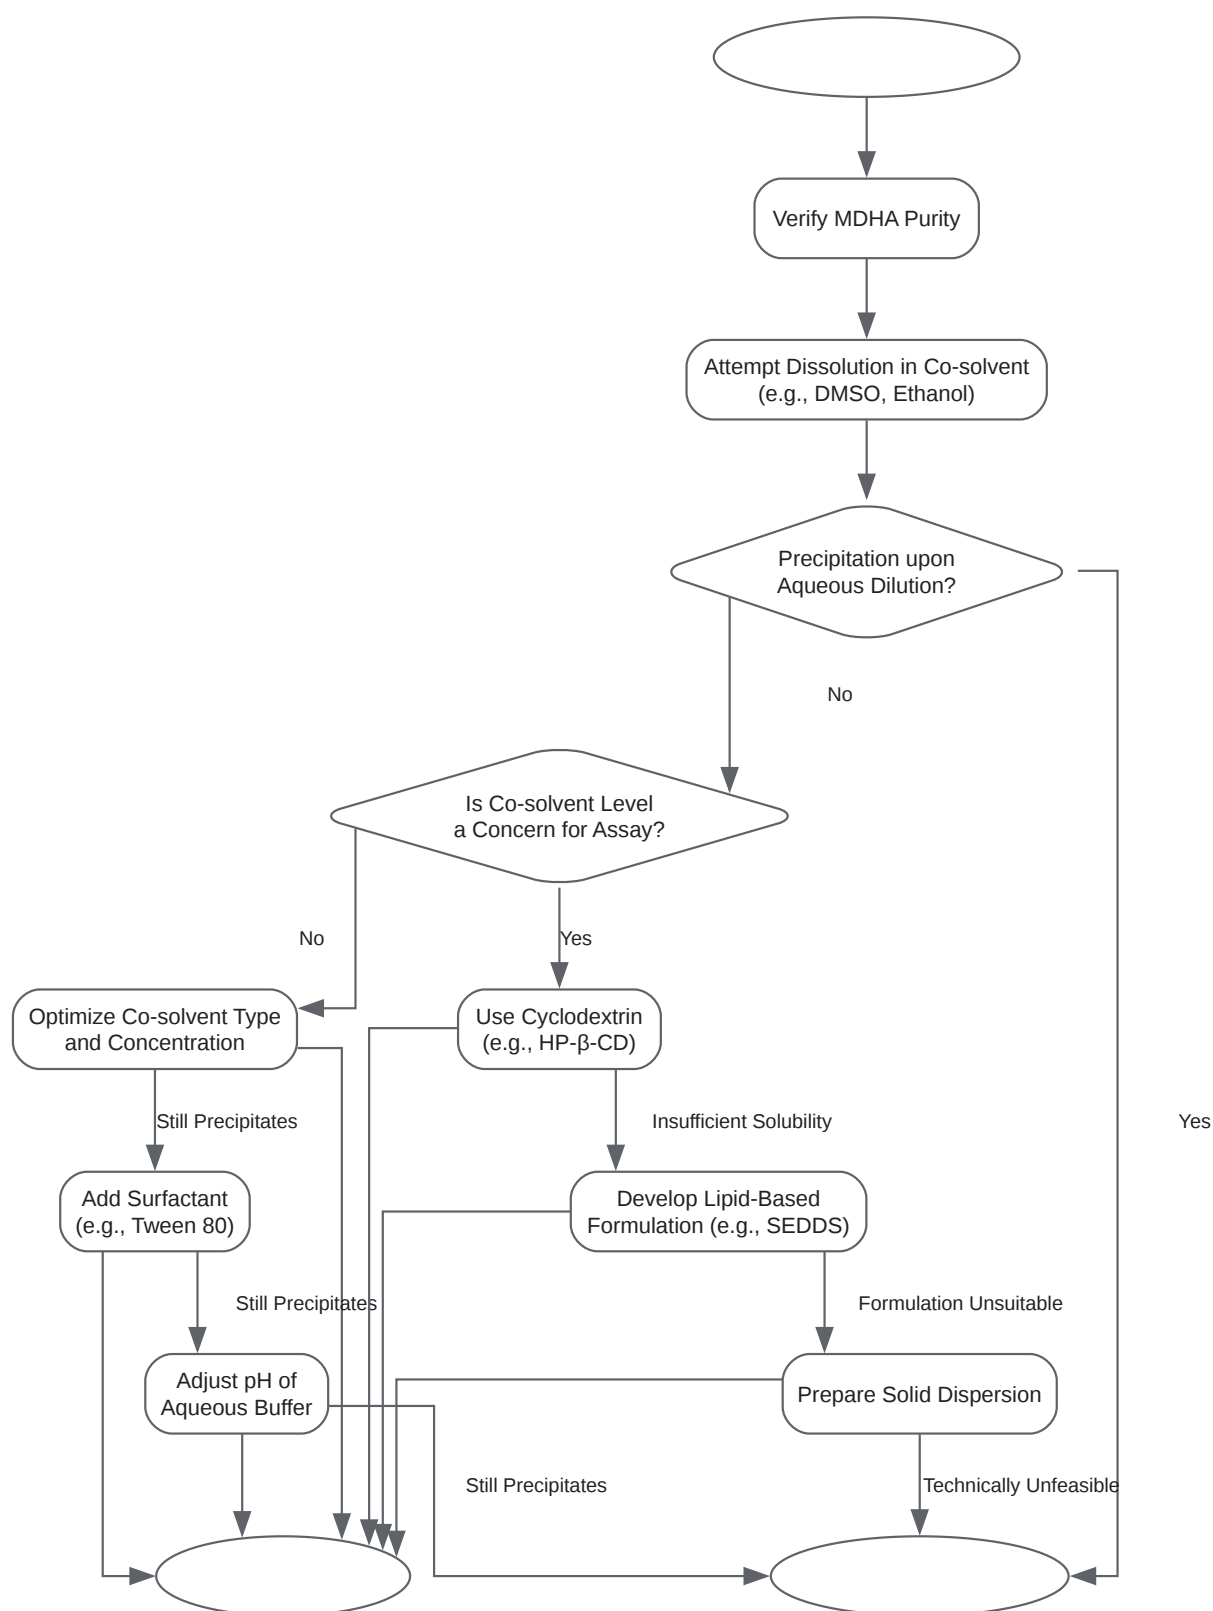 Verify MDHA Purity
Attempt Dissolution in Co-solvent
(e.g., DMSO, Ethanol)
Precipitation upon
Aqueous Dilution?
No
Is Co-solvent Level
a Concern for Assay?
No
Yes
Optimize Co-solvent Type
and Concentration
Use Cyclodextrin
(e.g., HP-β-CD)
Still Precipitates
Insufficient Solubility
Yes
Add Surfactant
(e.g., Tween 80)
Develop Lipid-Based
Formulation (e.g., SEDDS)
Still Precipitates
Formulation Unsuitable
Adjust pH of
Aqueous Buffer
Prepare Solid Dispersion
Still Precipitates
Technically Unfeasible